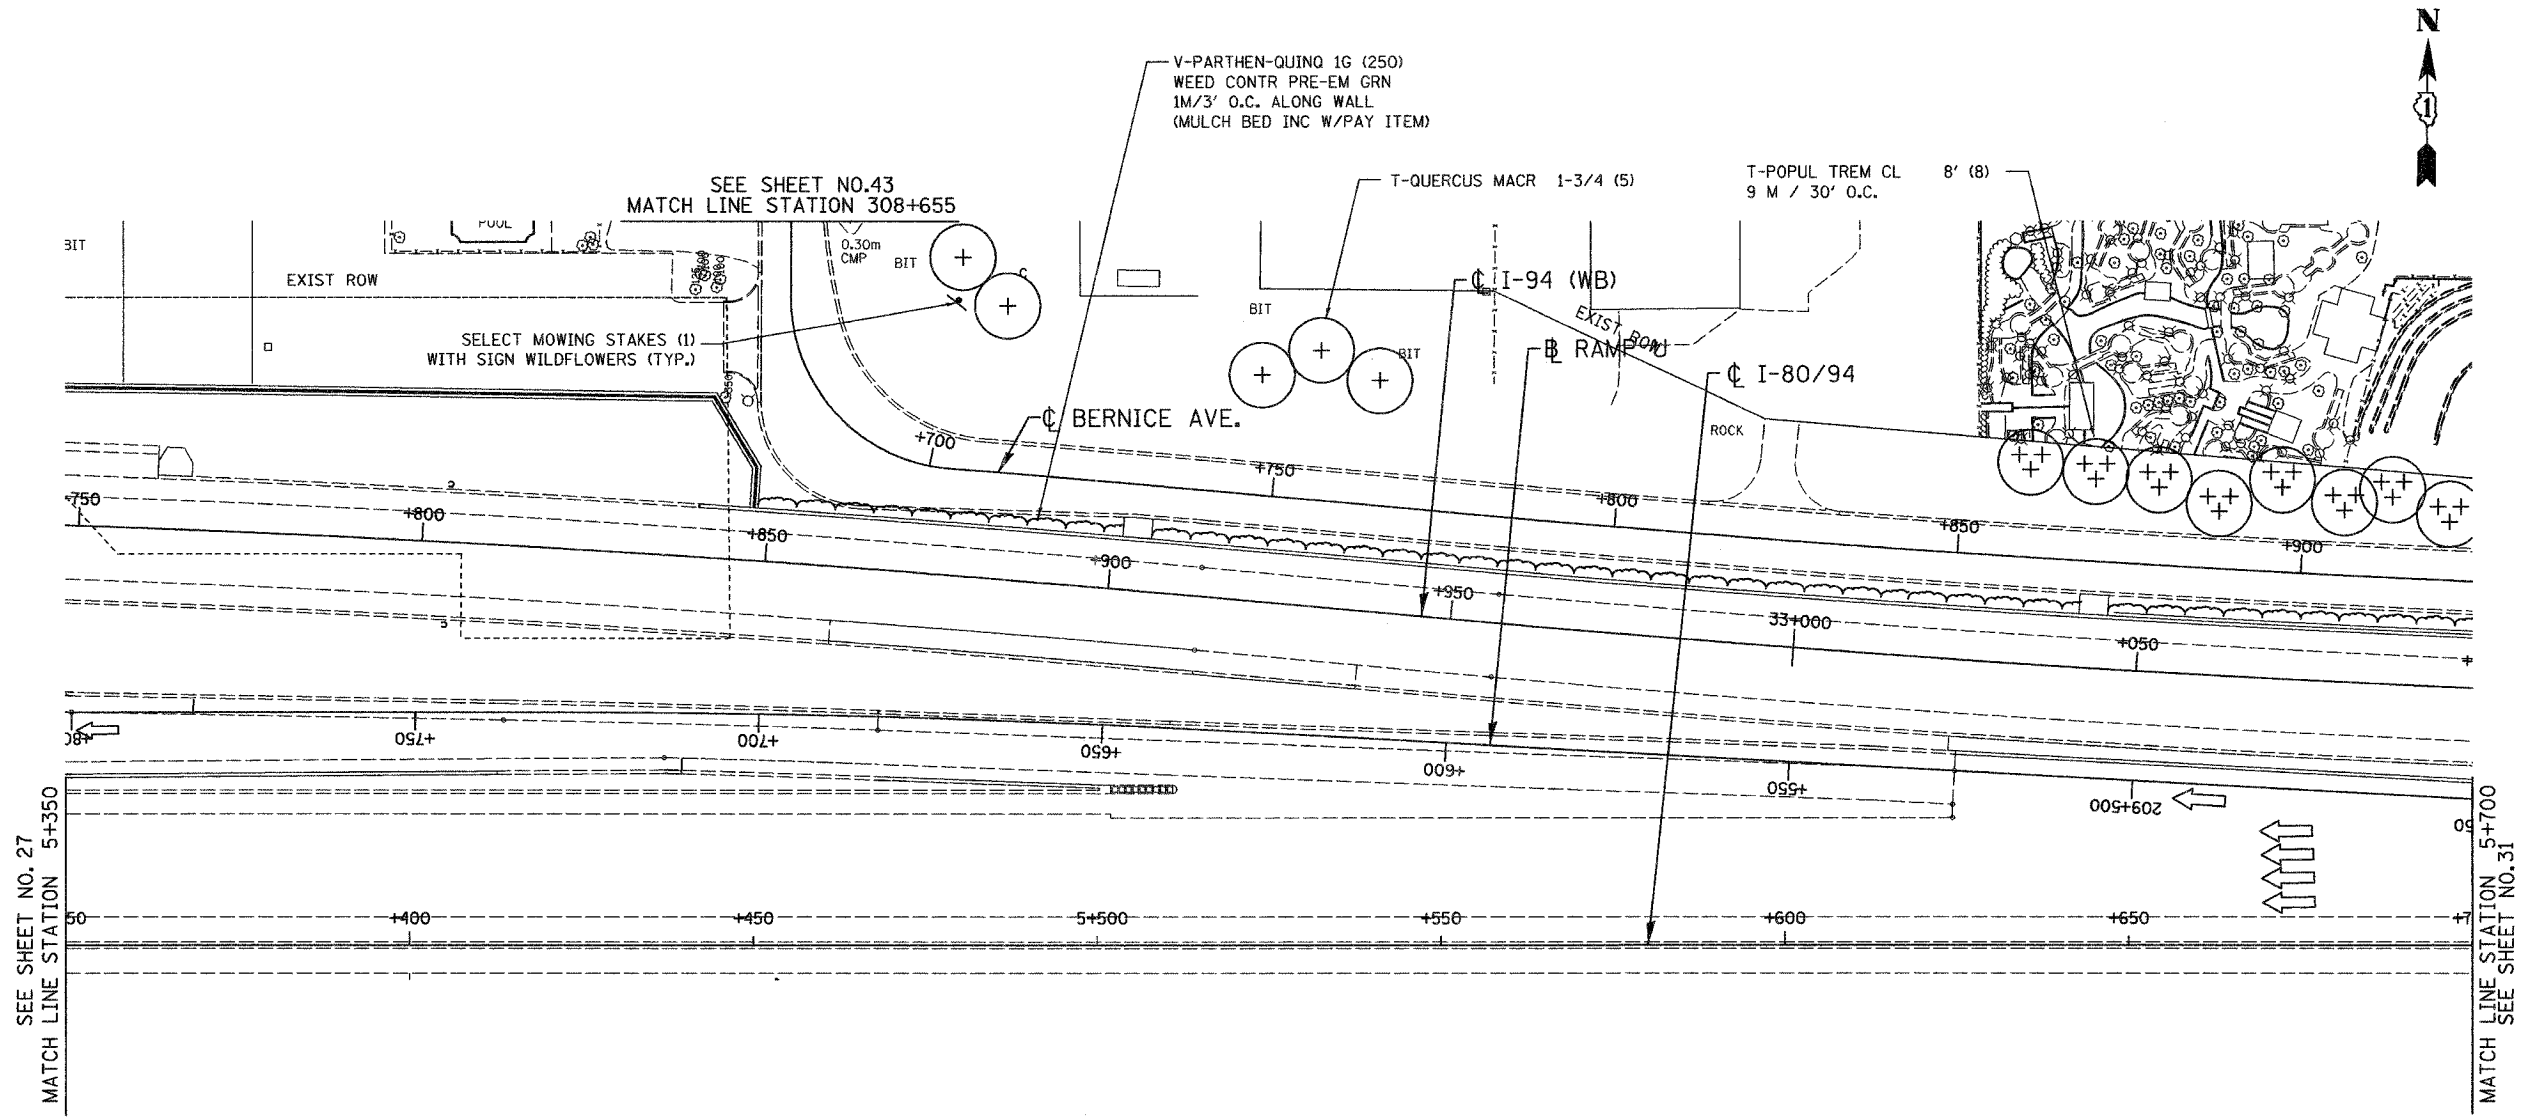 N
1
V-PARTHEN-QUINQ 1G (250)
WEED CONTR PRE-EM GRN
1M/3' O.C. ALONG WALL
(MULCH BED INC W/PAY ITEM)
T-QUERCUS MACR 1-3/4 (5)
T-POPUL TREM CL 8' (8)
9 M / 30' O.C.
SEE SHEET NO.43
MATCH LINE STATION 308+655
POOL
BIT
0.30m
CMP
BIT
C
EXIST ROW
℄ I-94 (WB)
BIT
EXIST ROW
SELECT MOWING STAKES (1)
WITH SIGN WILDFLOWERS (TYP.)
BIT
B̲L RAMP U
℄ I-80/94
℄ BERNICE AVE.
ROCK
+700
+750
+800
+850
+900
+750
+800
+850
+900
+950
33+000
+050
+750
+700
+650
+600
+550
209+500
50
+400
+450
5+500
+550
+600
+650
+7
SEE SHEET NO. 27
MATCH LINE STATION 5+350
MATCH LINE STATION 5+700
SEE SHEET NO.31